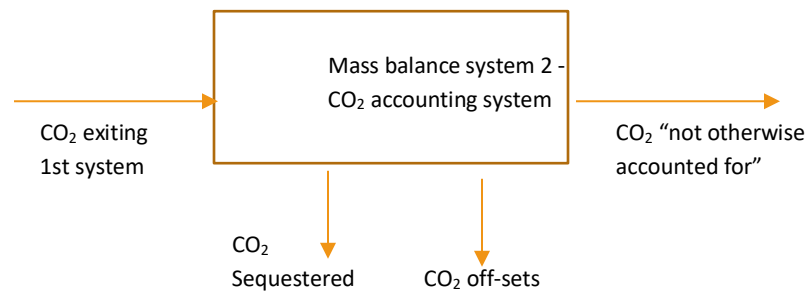 Mass balance system 2 -
CO₂ accounting system
CO₂ exiting
1st system
CO₂ “not otherwise
accounted for”
CO₂
Sequestered
CO₂ off-sets